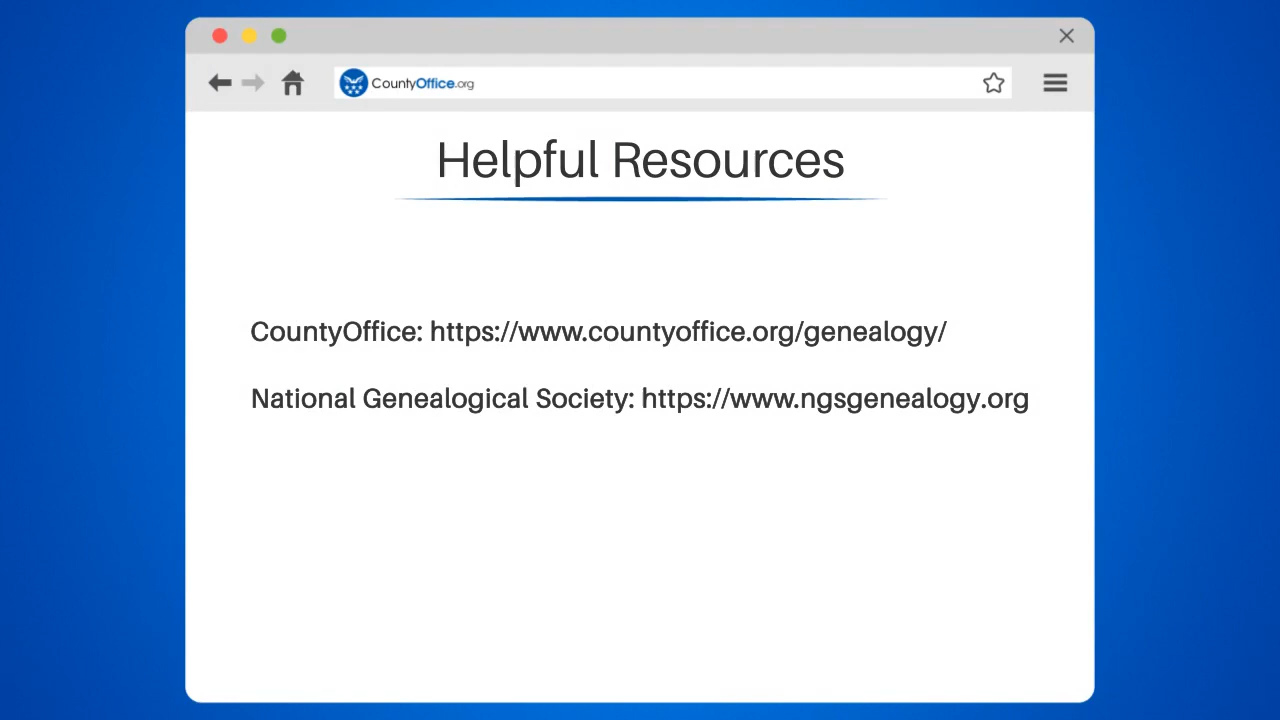 CountyOffice.org
Helpful Resources
CountyOffice: https://www.countyoffice.org/genealogy/
National Genealogical Society: https://www.ngsgenealogy.org